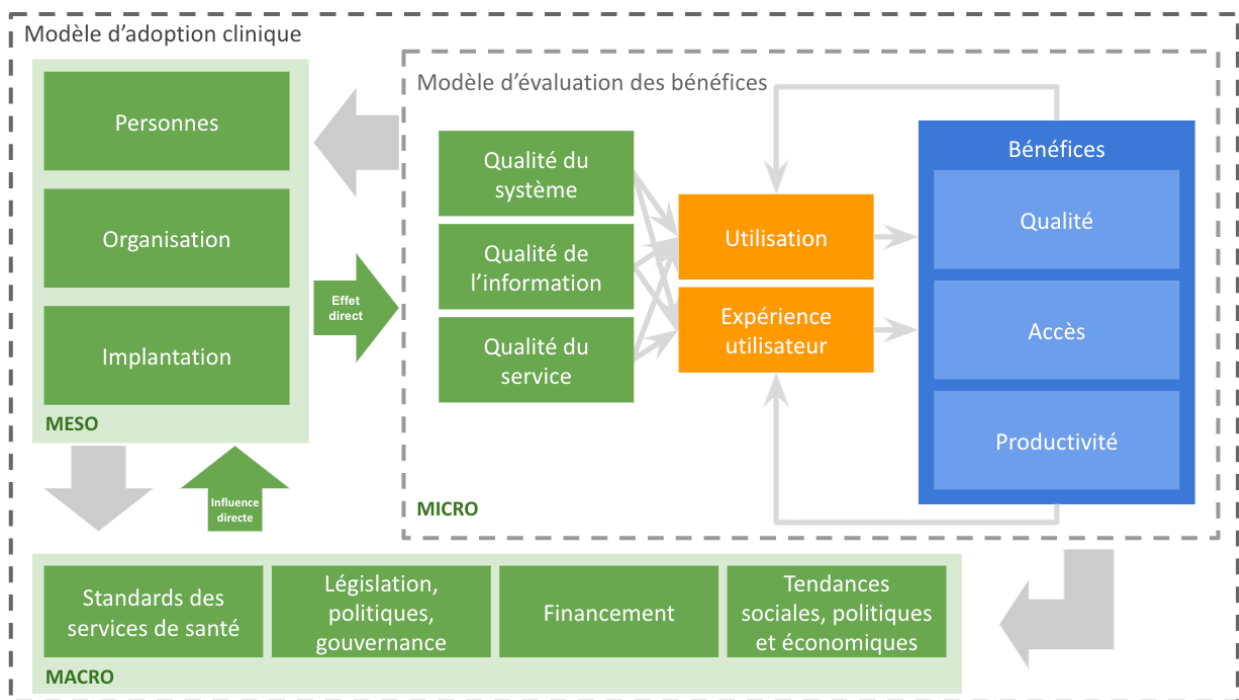 Modèle d'adoption clinique
Personnes
Organisation
Implantation
MESO
Effet
direct
Influence
directe
Modèle d'évaluation des bénéfices
Qualité du
système
Qualité de
l'information
Qualité du
service
Utilisation
Expérience
utilisateur
Bénéfices
Qualité
Accès
Productivité
MICRO
Standards des
services de santé
Législation,
politiques,
gouvernance
Financement
Tendances
sociales, politiques
et économiques
MACRO